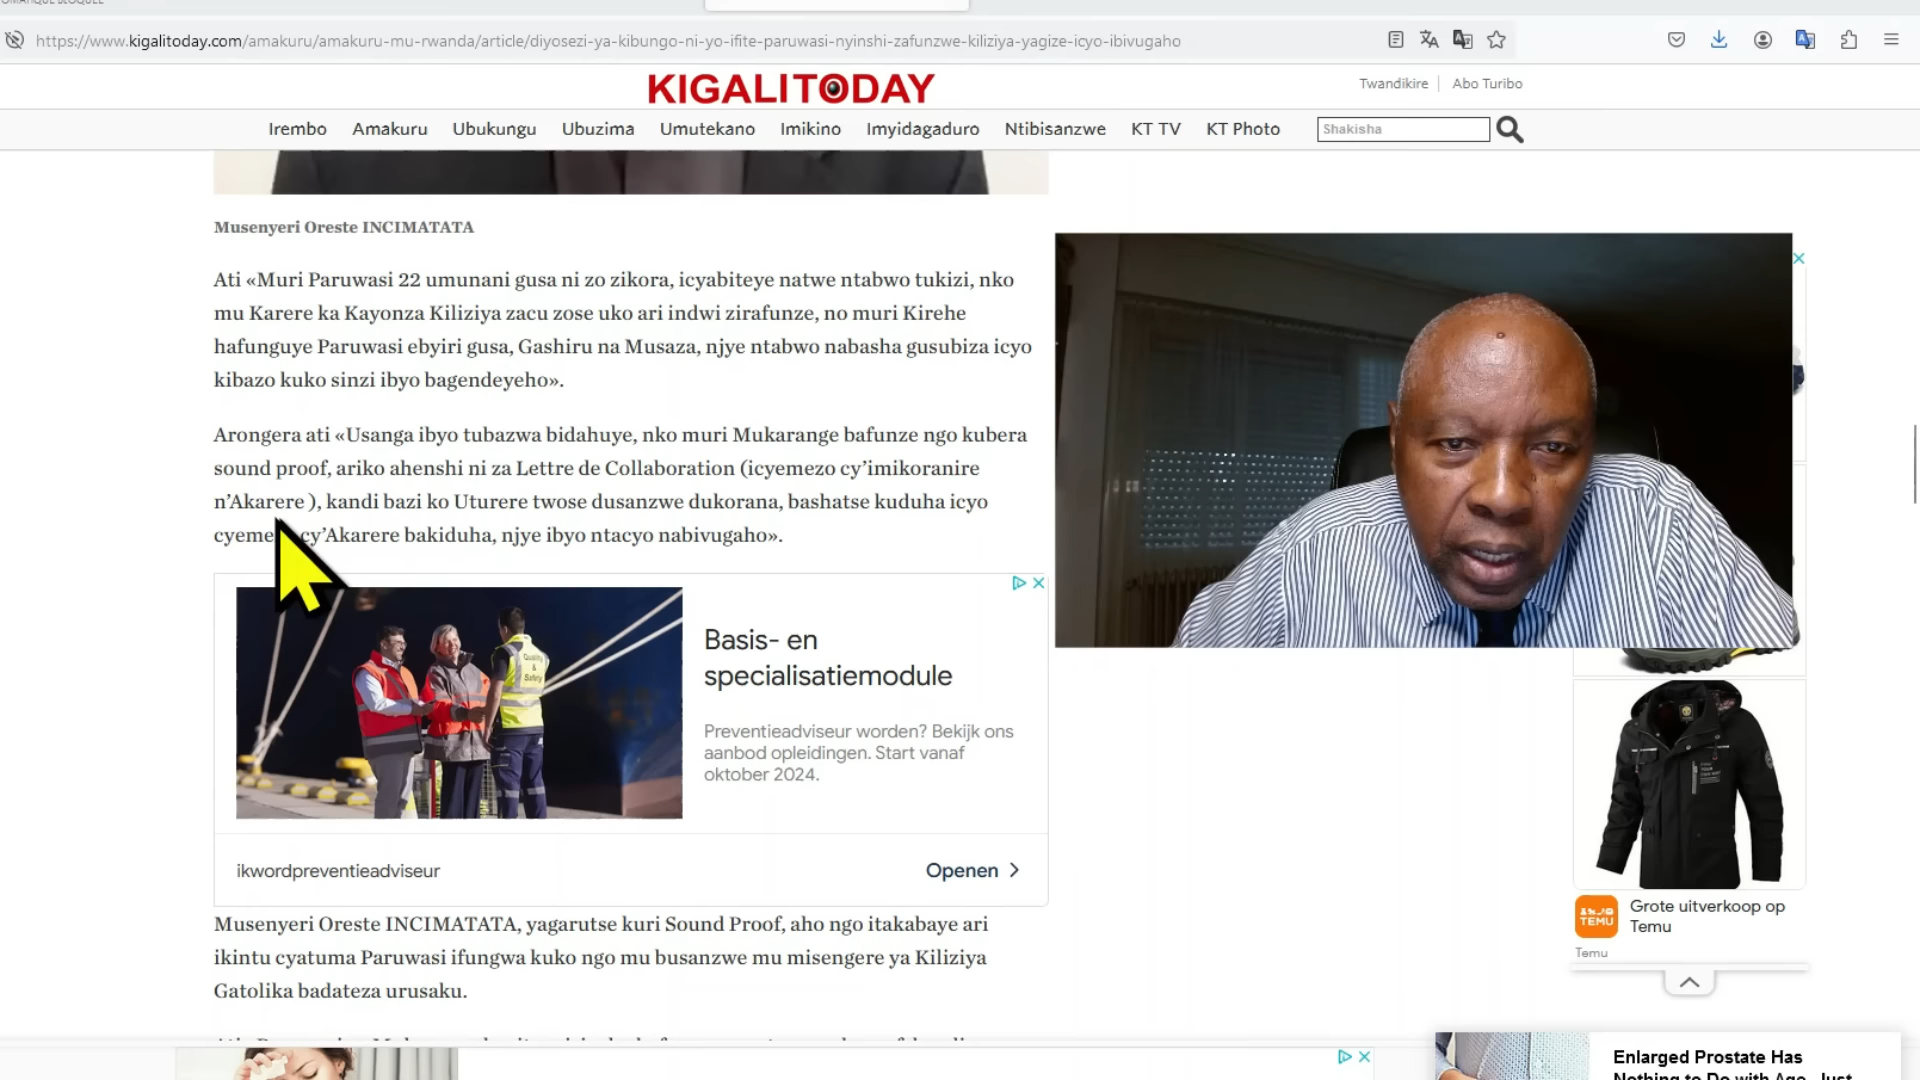 https://www.kigalitoday.com/amakuru/amakuru-mu-rwanda/article/diyosezi-ya-kibungo-ni-yo-ifite-paruwasi-nyinshi-zafunzwe-kiliziya-yagize-icyo-ibivugaho
KIGALITODAY
Twandikire
Abo Turibo
Irembo Amakuru Ubukungu Ubuzima Umutekano Imikino Imyidagaduro Ntibisanzwe KT TV KT Photo
Shakisha
Musenyeri Oreste INCIMATATA
Ati «Muri Paruwasi 22 umunani gusa ni zo zikora, icyabiteye natwe ntabwo tukizi, nko
mu Karere ka Kayonza Kiliziya zacu zose uko ari indwi zirafunze, no muri Kirehe
hafunguye Paruwasi ebyiri gusa, Gashiru na Musaza, njye ntabwo nabasha gusubiza icyo
kibazo kuko sinzi ibyo bagendeyeho».
Arongera ati «Usanga ibyo tubazwa bidahuye, nko muri Mukarange bafunze ngo kubera
sound proof, ariko ahenshi ni za Lettre de Collaboration (icyemezo cy’imikoranire
n’Akarere ), kandi bazi ko Uturere twose dusanzwe dukorana, bashatse kuduha icyo
cy’Akarere bakiduha, njye ibyo ntacyo nabivugaho».
Quality & Safety
Basis- en
specialisatiemodule
Preventieadviseur worden? Bekijk ons
aanbod opleidingen. Start vanaf
oktober 2024.
ikwordpreventieadviseur
Openen
Musenyeri Oreste INCIMATATA, yagarutse kuri Sound Proof, aho ngo itakabaye ari
ikintu cyatuma Paruwasi ifungwa kuko ngo mu busanzwe mu misengere ya Kiliziya
Gatolika badateza urusaku.
TEMU
Grote uitverkoop op
Temu
Temu
Enlarged Prostate Has
Nothing to Do with Age. Just